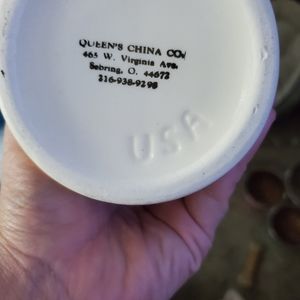 QUEEN'S CHINA CO.
465 W. Virginia Ave.
Sebring, O. 44672
216-938-9298
USA